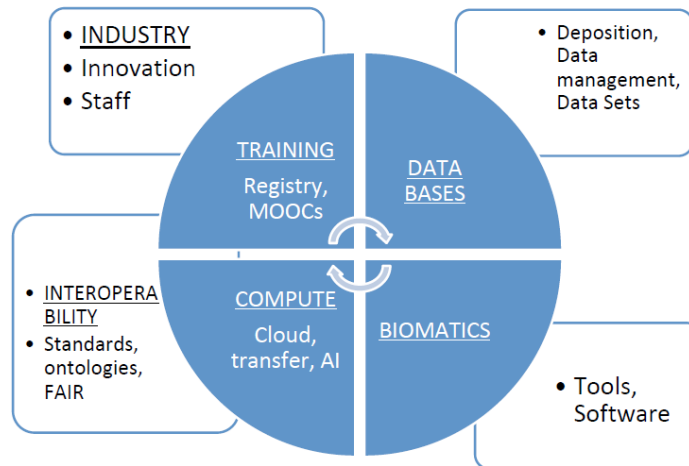 • INDUSTRY
• Innovation
• Staff
• Deposition,
Data
management,
Data Sets
TRAINING
Registry,
MOOCs
DATA
BASES
• INTEROPERA
BILITY
• Standards,
ontologies,
FAIR
COMPUTE
Cloud,
transfer, AI
BIOMATICS
• Tools,
Software